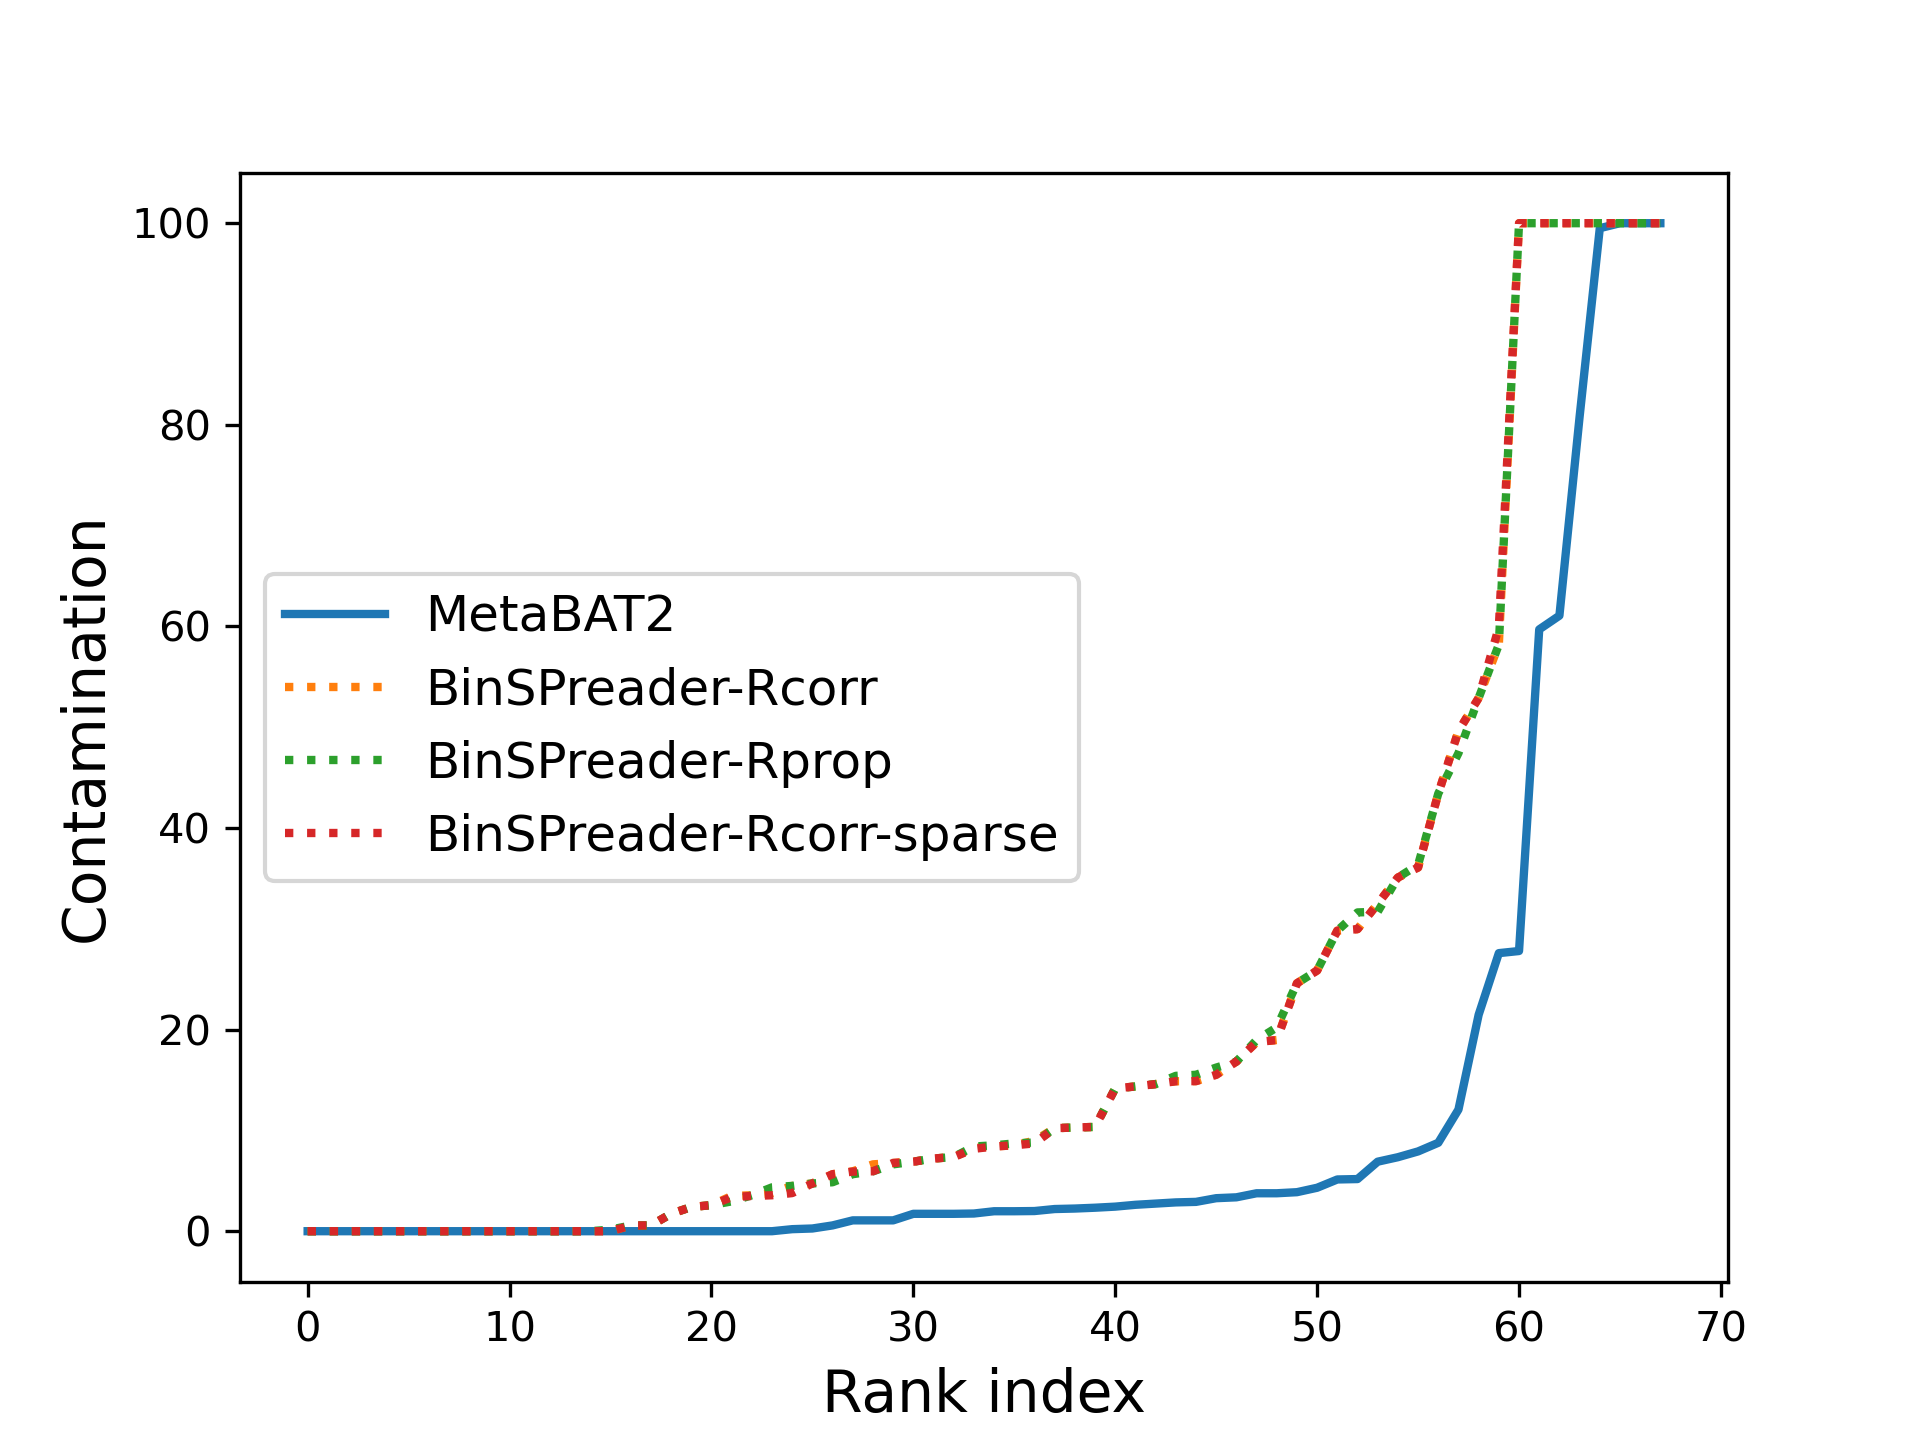 100
80
60
40
20
0
Contamination
MetaBAT2
BinSPreader-Rcorr
BinSPreader-Rprop
BinSPreader-Rcorr-sparse
0 10 20 30 40 50 60 70
Rank index